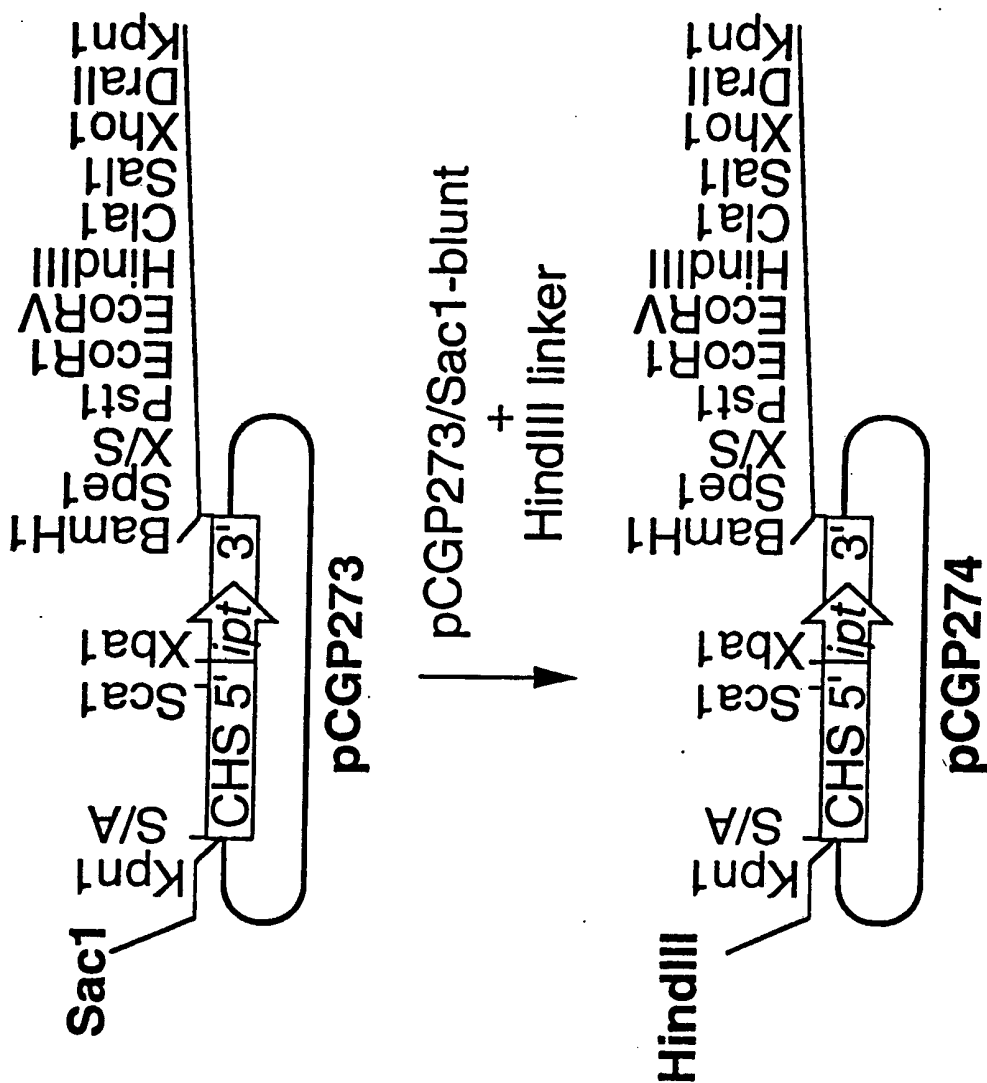 Sac1
Kpn1
S/A
Sca1
Xba1
BamH1
Spe1
X/S
Pst1
EcoR1
EcoRV
HindIII
Cla1
Sal1
Xho1
DraII
Kpn1
CHS 5' ipt 3'
pCGP273
pCGP273/Sac1-blunt
+
HindIII linker
HindIII
Kpn1
S/A
Sca1
Xba1
BamH1
Spe1
X/S
Pst1
EcoR1
EcoRV
HindIII
Cla1
Sal1
Xho1
DraII
Kpn1
CHS 5' ipt 3'
pCGP274